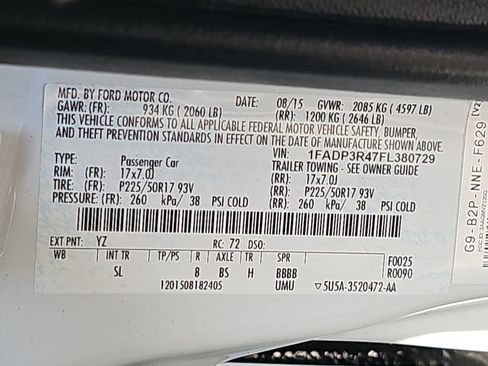 MFD. BY FORD MOTOR CO. DATE: 08/15 GVWR: 2085 KG ( 4597 LB)
GAWR: (FR): 934 KG ( 2060 LB) (RR): 1200 KG ( 2646 LB)
THIS VEHICLE CONFORMS TO ALL APPLICABLE FEDERAL MOTOR VEHICLE SAFETY, BUMPER,
AND THEFT PREVENTION STANDARDS IN EFFECT ON THE DATE OF MANUFACTURE SHOWN ABOVE.
VIN: 1FADP3R47FL380729
TYPE: Passenger Car TRAILER TOWING - SEE OWNERS GUIDE
RIM: (FR) 17x7.0J (RR) 17x7.0J
TIRE: (FR) P225/50R17 93V (RR) P225/50R17 93V
PRESSURE: (FR) 260 kPa/ 38 PSI COLD (RR) 260 kPa/ 38 PSI COLD
EXT PNT: YZ RC: 72 DSO:
WB INT TR TP/PS R AXLE TR SPR F0025
SL 8 BS H BBBB R0090
1201508182405 UMU ▽5U5A-3520472-AA
G9-B2P-NNE-F629